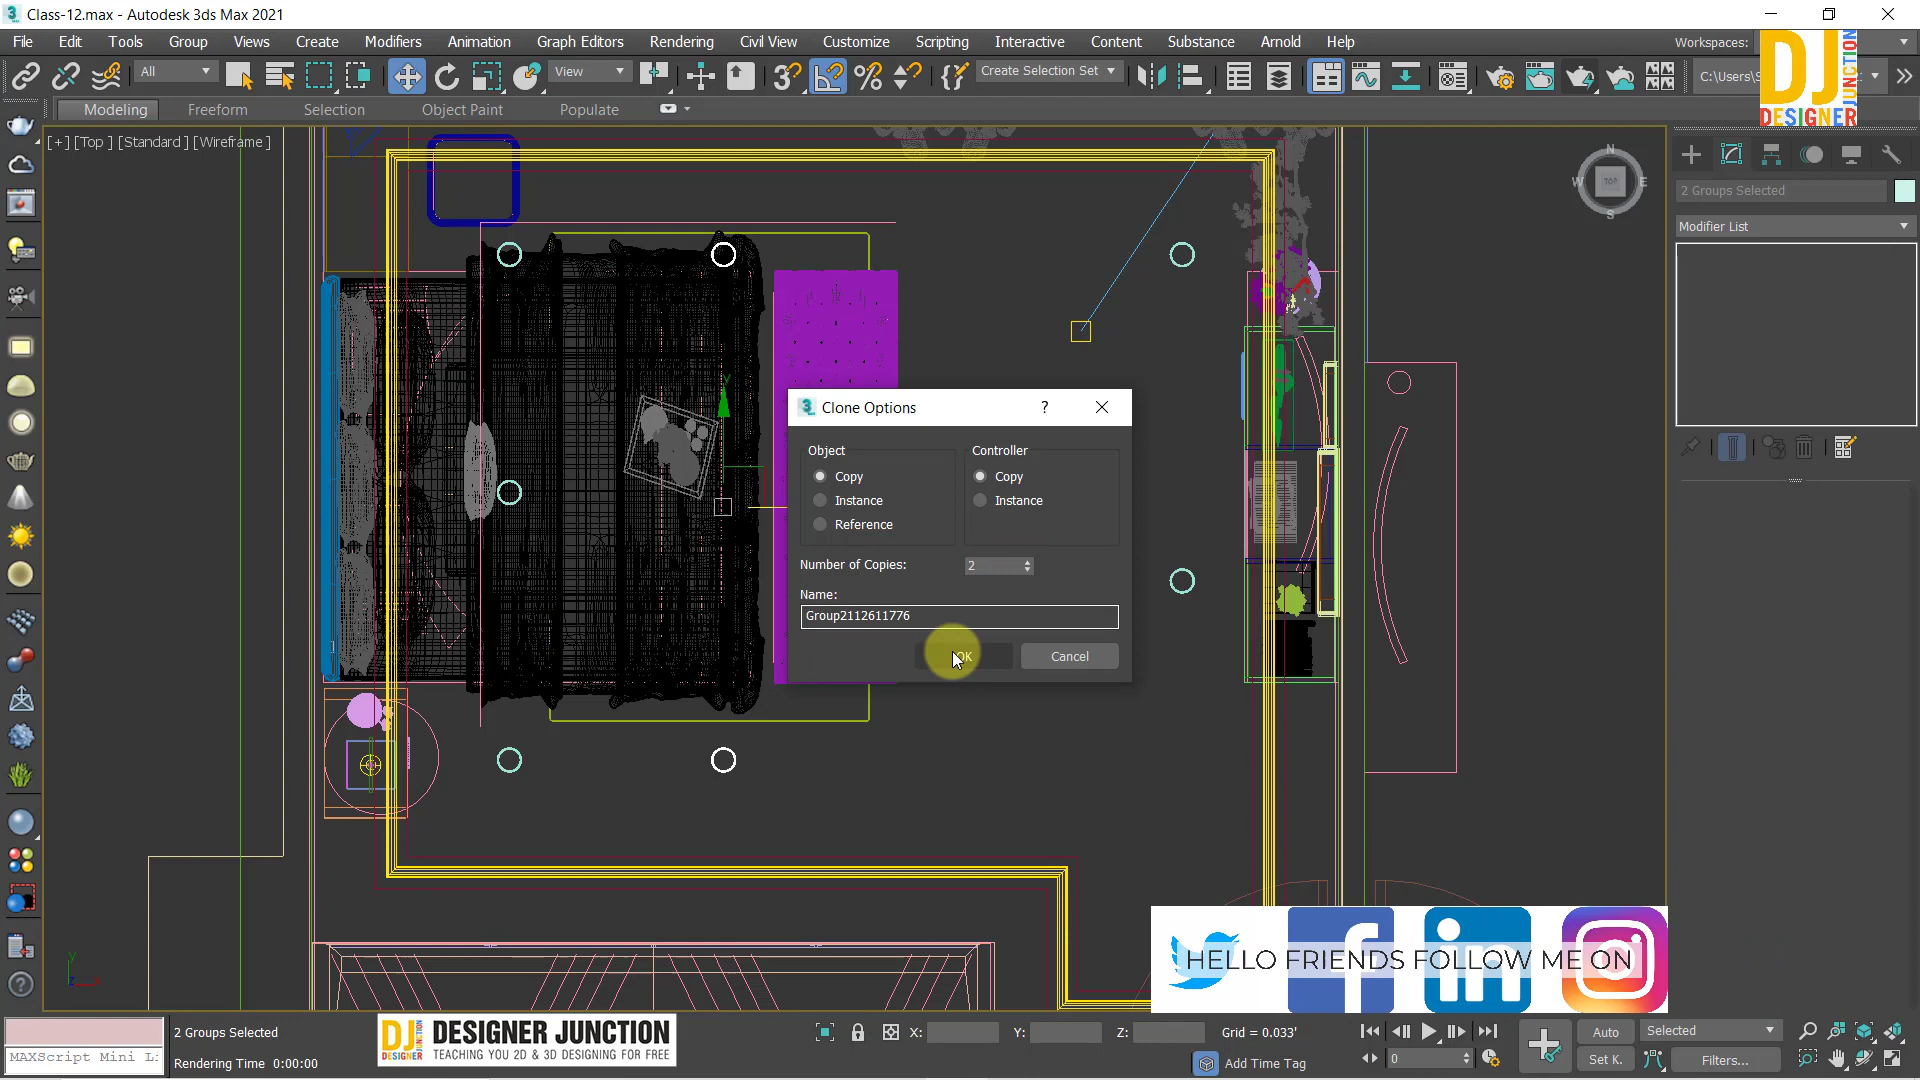 Class-12.max - Autodesk 3ds Max 2021
File Edit Tools Group Views Create Modifiers Animation Graph Editors Rendering Civil View Customize Scripting Interactive Content Substance Arnold Help
Workspaces:
All
View
Create Selection Set
C:\Users\S
DJ
DESIGNER
JUNCTION
Modeling Freeform Selection Object Paint Populate
[+] [Top ] [Standard ] [Wireframe ]
N
W TOP E
S
2 Groups Selected
Modifier List
Clone Options
?
Object
Controller
Copy
Copy
Instance
Instance
Reference
Number of Copies:
2
Name:
Group2112611776
OK
Cancel
y
HELLO FRIENDS FOLLOW ME ON
MAXScript Mini L:
2 Groups Selected
Rendering Time 0:00:00
DJ
DESIGNER
DESIGNER JUNCTION
TEACHING YOU 2D & 3D DESIGNING FOR FREE
X:
Y:
Z:
Grid = 0.033'
Add Time Tag
0
Auto
Selected
Set K.
Filters...